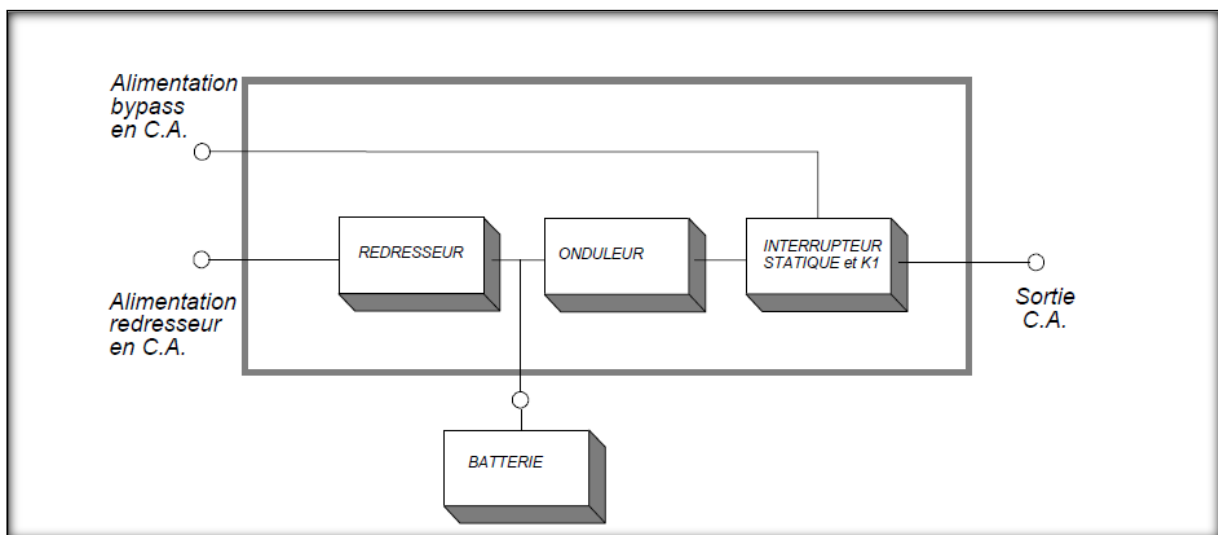 Alimentation
bypass
en C.A.
REDRESSEUR
ONDULEUR
INTERRUPTEUR
STATIQUE et K1
Alimentation
redresseur
en C.A.
Sortie
C.A.
BATTERIE